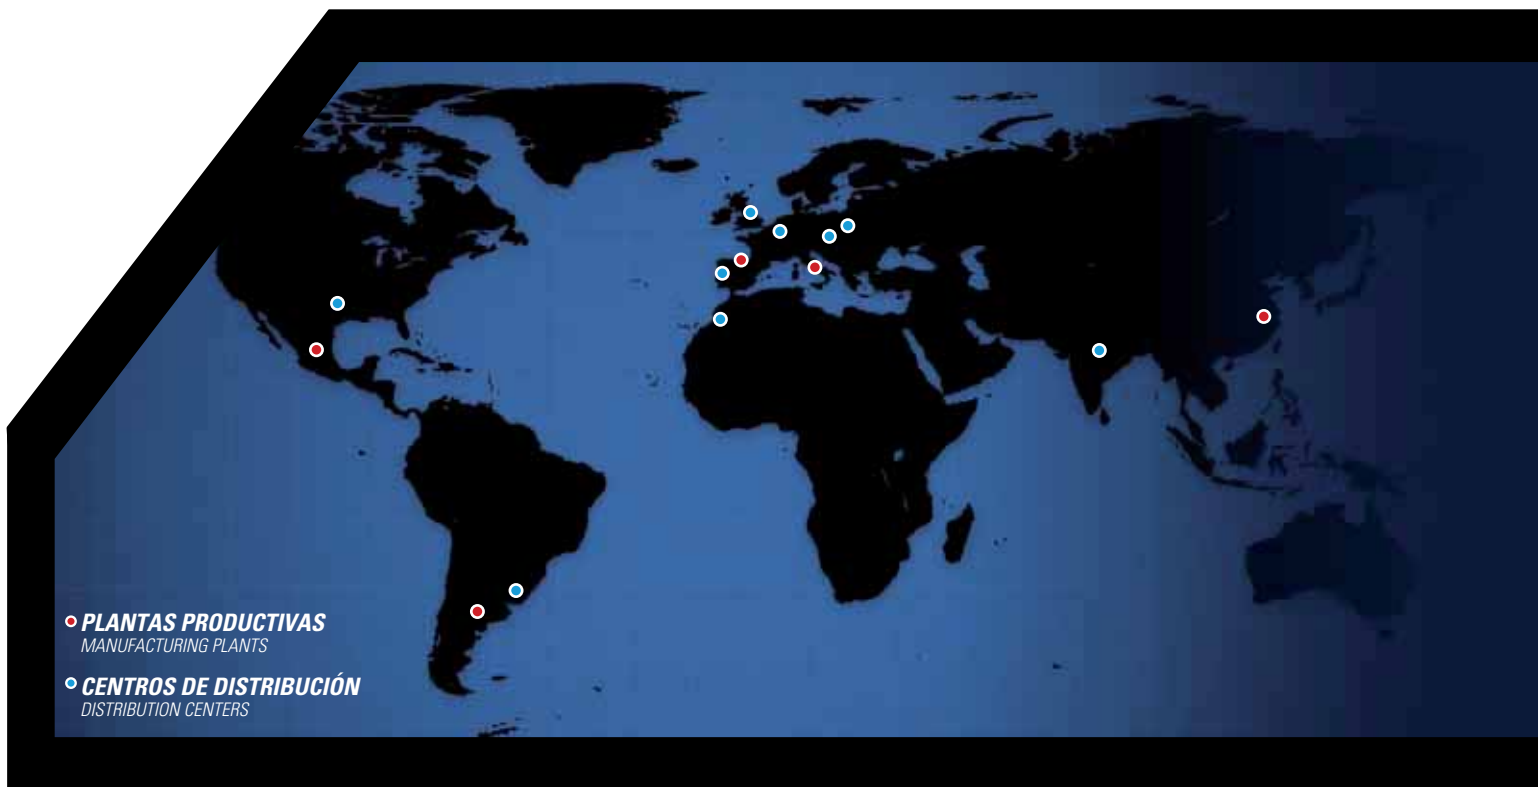 PLANTAS PRODUCTIVAS
MANUFACTURING PLANTS
CENTROS DE DISTRIBUCIÓN
DISTRIBUTION CENTERS